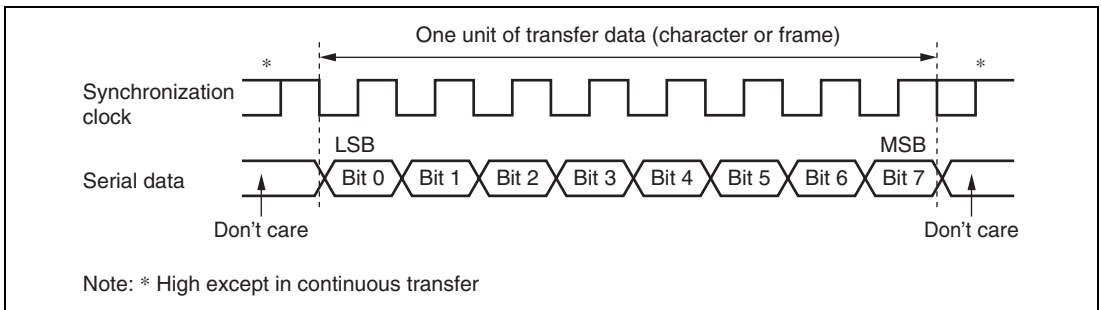 One unit of transfer data (character or frame)
* *
Synchronization
clock
LSB MSB
Serial data Bit 0 Bit 1 Bit 2 Bit 3 Bit 4 Bit 5 Bit 6 Bit 7
Don't care Don't care
Note: * High except in continuous transfer